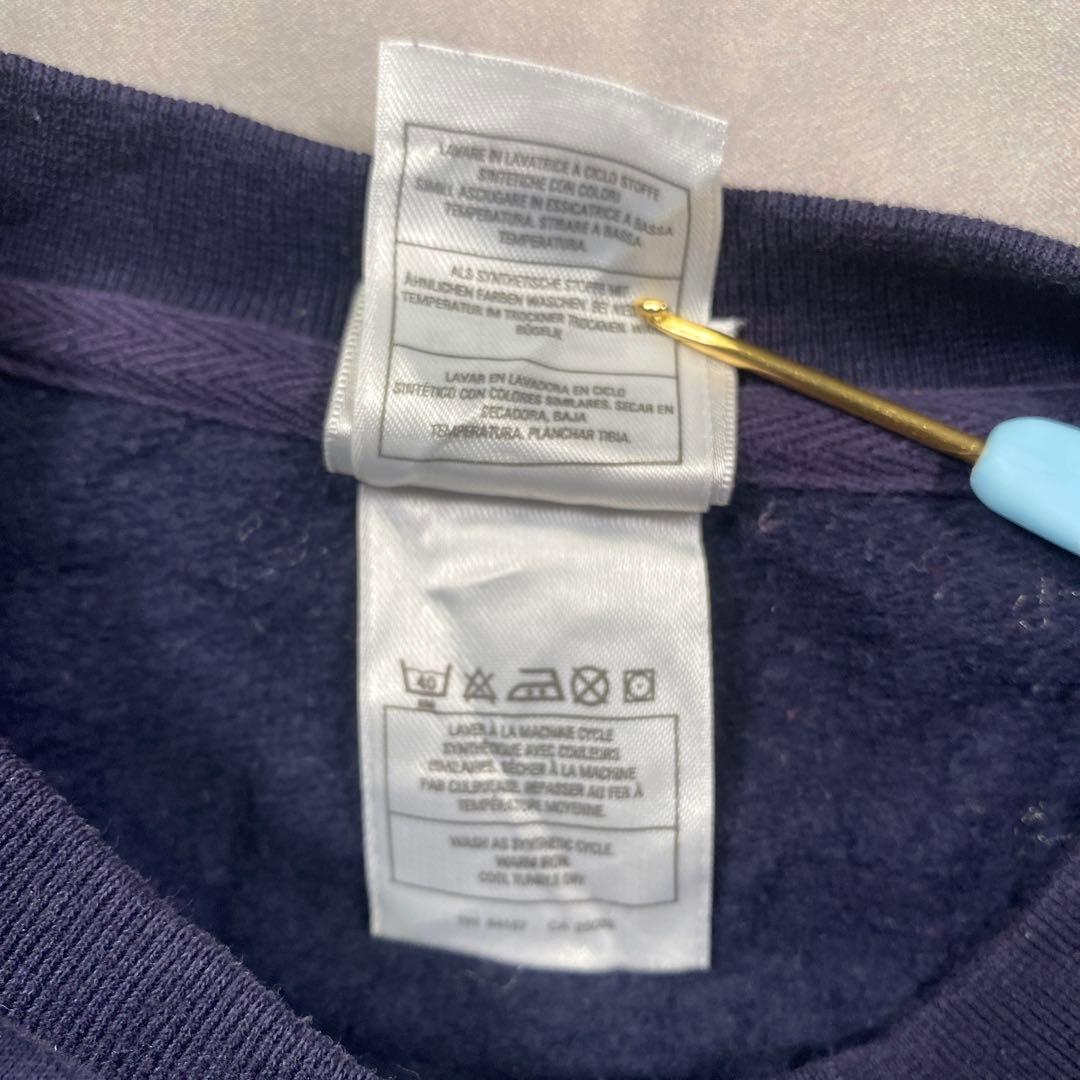 LAVARE IN LAVATRICE A CICLO STOFFE
SINTETICHE CON COLORI
SIMILI. ASCIUGARE IN ESSICATRICE A BASSA
TEMPERATURA. STIRARE A BASSA
TEMPERATURA.
ALS SYNTHETISCHE STOFFE MIT
ÄHNLICHEN FARBEN WASCHEN BEI
TEMPERATUR IM TROCKNER TROCKNEN.
BÜGELN
LAVAR EN LAVADORA EN CICLO
SINTÉTICO CON COLORES SIMILARES. SECAR EN
SECADORA, BAJA
TEMPERATURA. PLANCHAR TIBIA.
40
LAVER À LA MACHINE CYCLE
SYNTHÉTIQUE AVEC COULEURS
SIMILAIRES. SÉCHER À LA MACHINE
PAR REPASSER AU FER À
TEMPÉRATURE MOYENNE.
WASH AS SYNTHETIC CYCLE
WARM IRON
COOL TUMBLE DRY